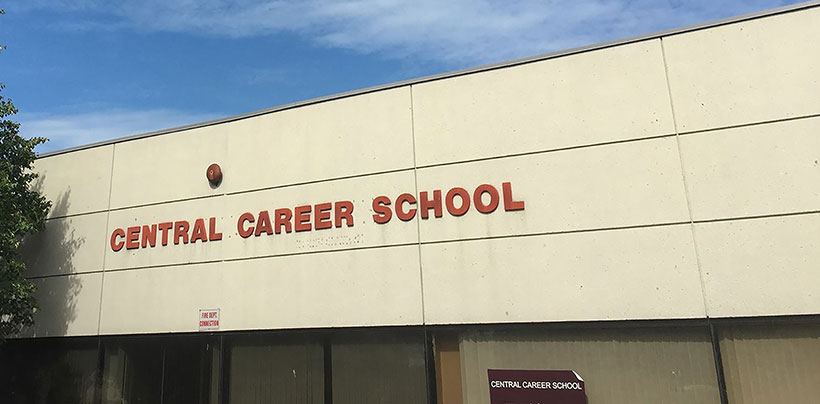 CENTRAL CAREER SCHOOL
FIRE DEPT.
CONNECTION
CENTRAL CAREER SCHOOL